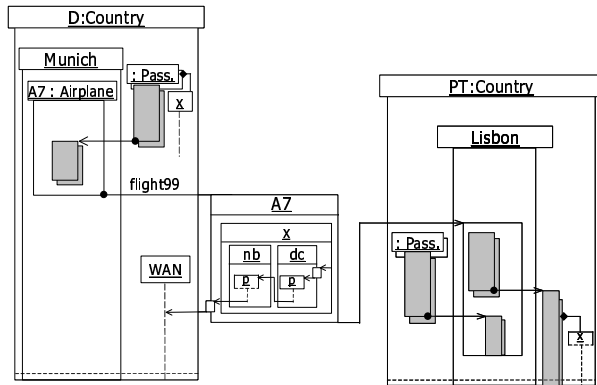 D:Country
Munich
: Pass.
A7 : Airplane
x
flight99
A7
x
nb
dc
p
p
WAN
PT:Country
Lisbon
: Pass.
x